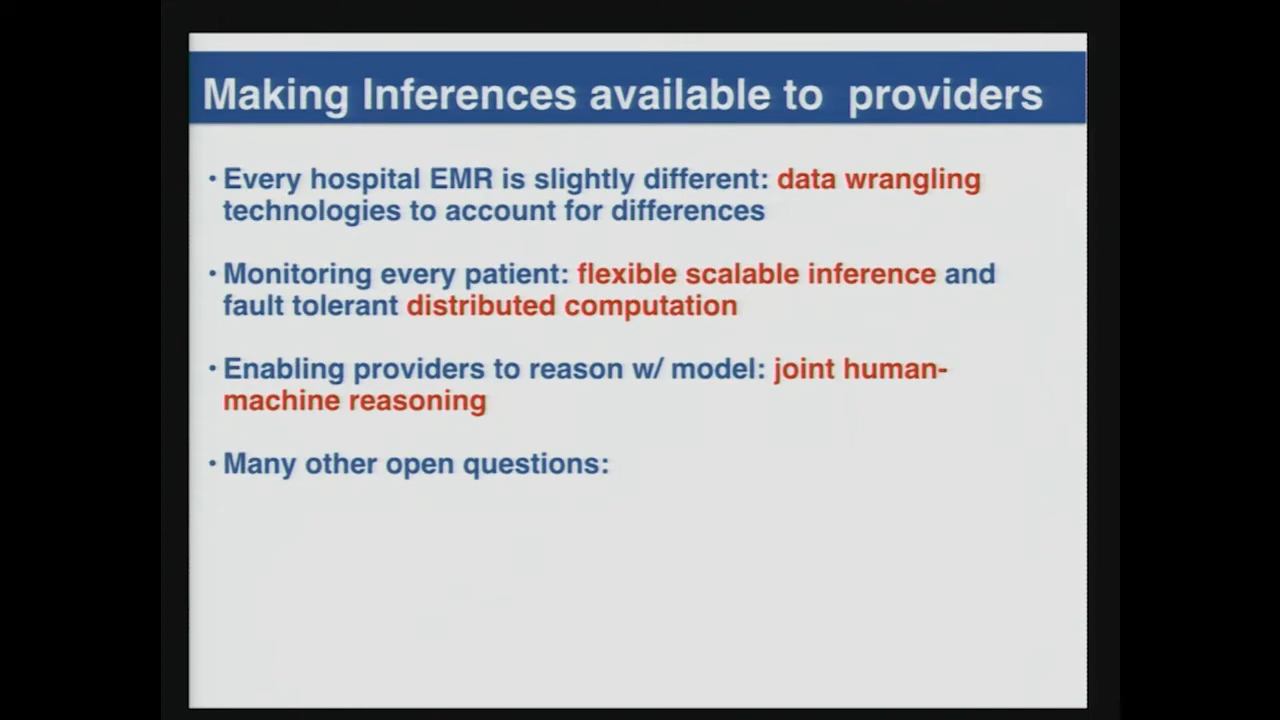 Making Inferences available to providers
• Every hospital EMR is slightly different: data wrangling
technologies to account for differences
• Monitoring every patient: flexible scalable inference and
fault tolerant distributed computation
• Enabling providers to reason w/ model: joint human-
machine reasoning
• Many other open questions: